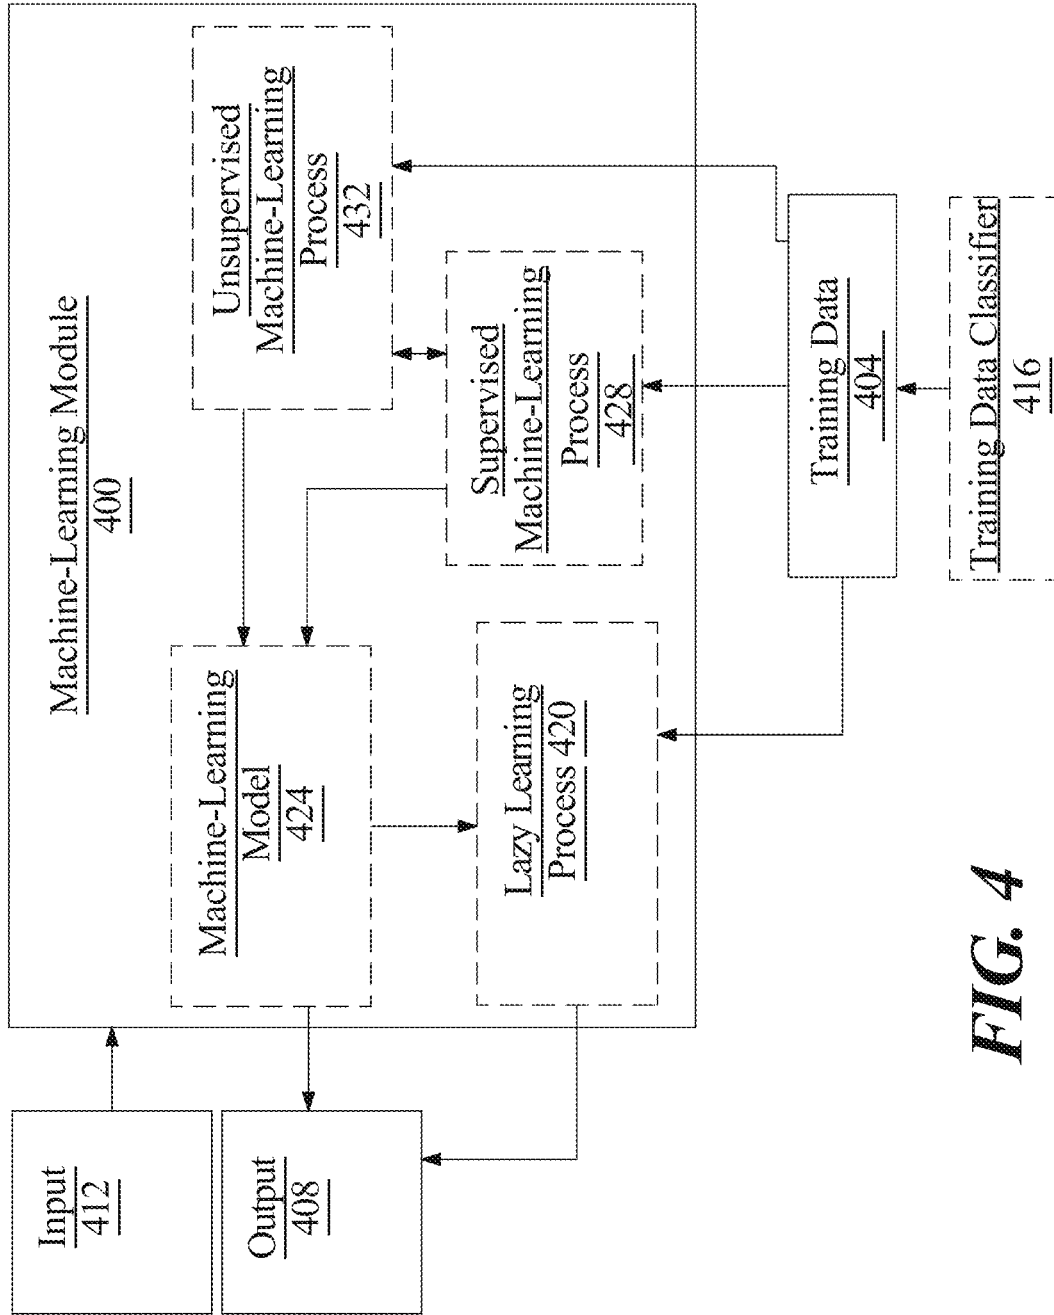 Machine-Learning Module
400
Input
412
Output
408
Machine-Learning
Model
424
Unsupervised
Machine-Learning
Process
432
Lazy Learning
Process 420
Supervised
Machine-Learning
Process
428
Training Data
404
Training Data Classifier
416
FIG. 4